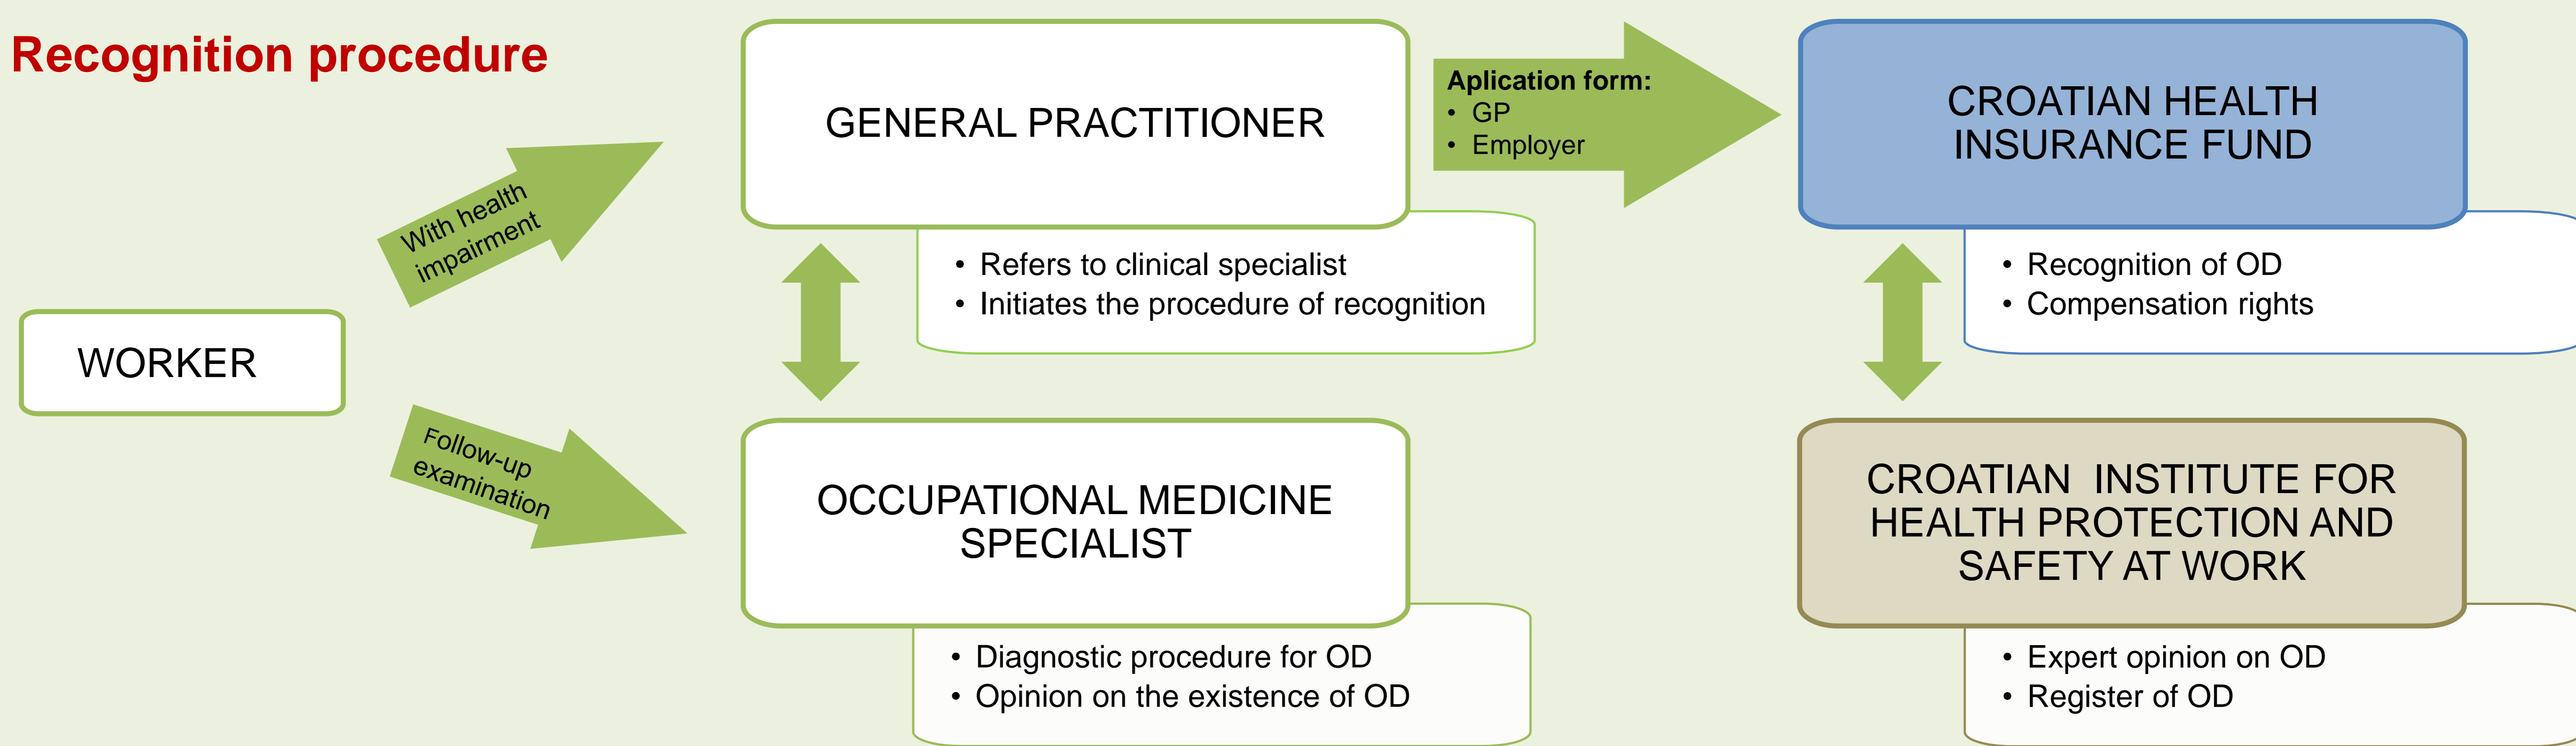 Recognition procedure
WORKER
With health
impairment
Follow-up
examination
GENERAL PRACTITIONER
• Refers to clinical specialist
• Initiates the procedure of recognition
OCCUPATIONAL MEDICINE
SPECIALIST
• Diagnostic procedure for OD
• Opinion on the existence of OD
Aplication form:
• GP
• Employer
CROATIAN HEALTH
INSURANCE FUND
• Recognition of OD
• Compensation rights
CROATIAN INSTITUTE FOR
HEALTH PROTECTION AND
SAFETY AT WORK
• Expert opinion on OD
• Register of OD